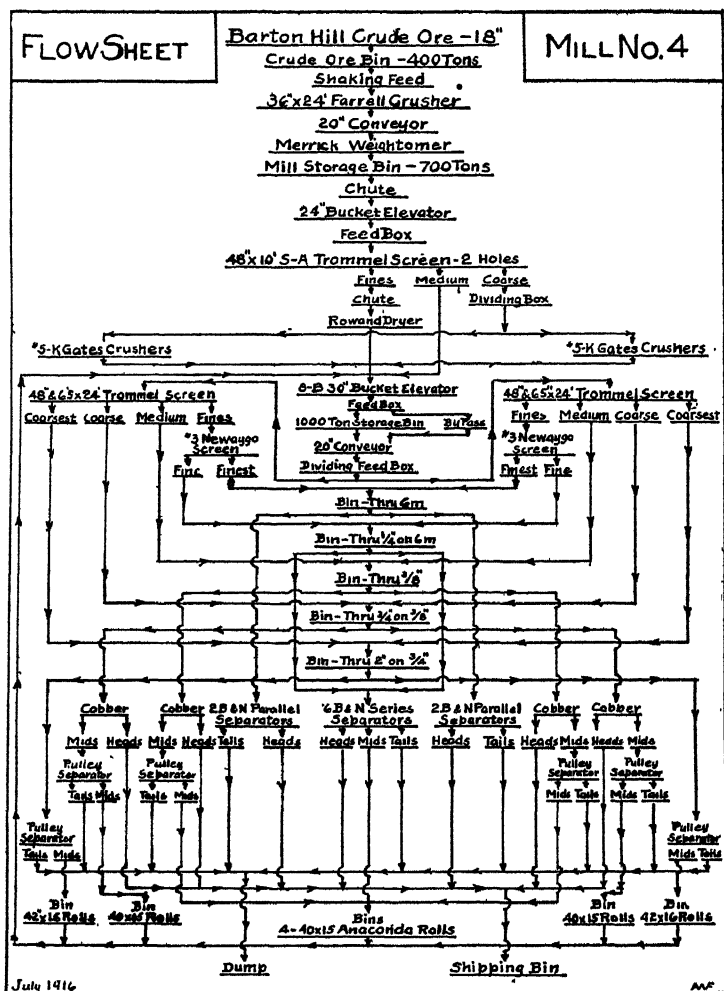 FLOW SHEET
MILL No. 4
Barton Hill Crude Ore - 18"
Crude Ore Bin - 400 Tons
Shaking Feed
36"x24" Farrell Crusher
20" Conveyor
Merrick Weightomer
Mill Storage Bin - 700 Tons
Chute
24" Bucket Elevator
Feed Box
48"x10' S-A Trommel Screen - 2 Holes
Fines Medium Coarse
Chute Dividing Box
Rowand Dryer
#5-K Gates Crushers #5-K Gates Crushers
8-B 30" Bucket Elevator
48" & 65"x24' Trommel Screen 48" & 65"x24' Trommel Screen
Feed Box
Coarsest Coarse Medium Fines 1000 Ton Storage Bin ByPass Fines Medium Coarse Coarsest
#3 Newaygo Screen 20" Conveyor #3 Newaygo Screen
Fine Finest Dividing Feed Box Finest Fine
Bin - Thru 6m
Bin - Thru 1/4" on 6m
Bin - Thru 3/8"
Bin - Thru 3/4" on 3/8"
Bin - Thru 2" on 3/4"
Cobber Cobber 2 B & N Parallel Separators 6 B & N Series Separators 2 B & N Parallel Separators Cobber Cobber
Mids Heads Mids Heads Tails Heads Heads Mids Tails Heads Tails Heads Mids Heads Mids
Pulley Separator Pulley Separator Pulley Separator Pulley Separator
Tails Mids Tails Mids Mids Tails Mids Tails
Pulley Separator Pulley Separator
Tails Mids Mids Tails
Bin Bin Bins Bin Bin
42"x16 Rolls 40x15 Rolls 4-40x15 Anaconda Rolls 40x15 Rolls 42x16 Rolls
Dump Shipping Bin
July 1916